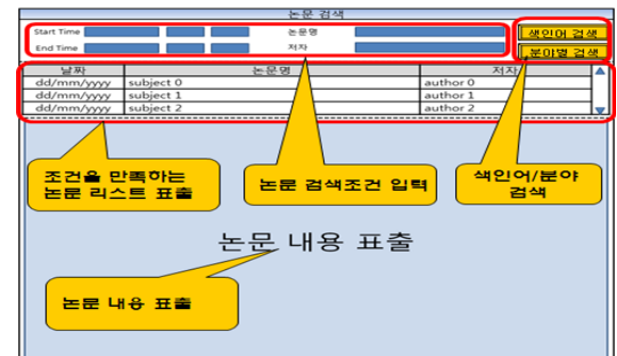 논문 검색
Start Time 논문명 색인어 검색
End Time 저자 분야별 검색
날짜 논문명 저자
dd/mm/yyyy subject 0 author 0
dd/mm/yyyy subject 1 author 1
dd/mm/yyyy subject 2 author 2
조건을 만족하는
논문 리스트 표출
논문 검색조건 입력
색인어/분야
검색
논문 내용 표출
논문 내용 표출